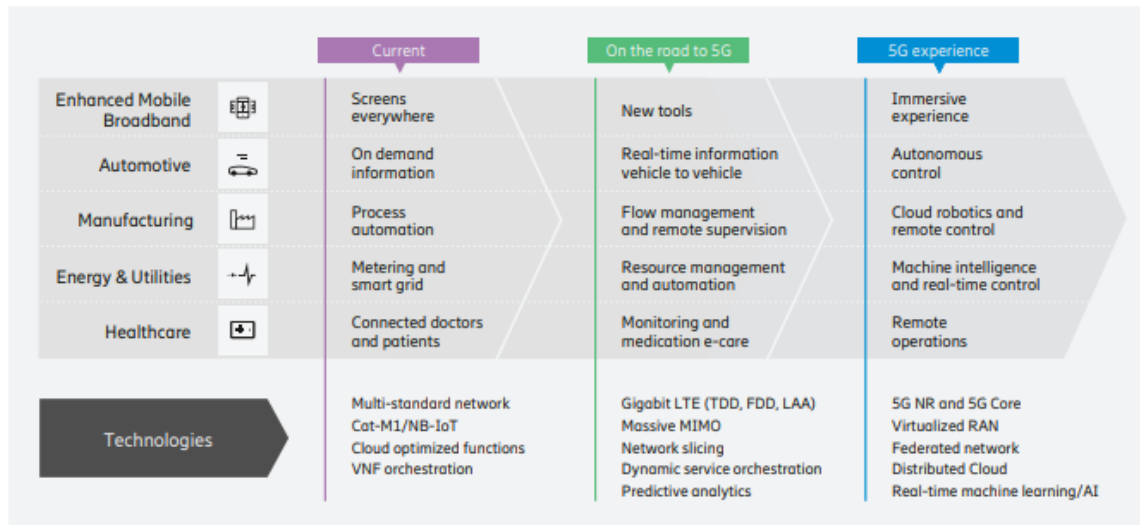 Current
On the road to 5G
5G experience
Enhanced Mobile
Broadband
Screens
everywhere
New tools
Immersive
experience
Automotive
On demand
information
Real-time information
vehicle to vehicle
Autonomous
control
Manufacturing
Process
automation
Flow management
and remote supervision
Cloud robotics and
remote control
Energy & Utilities
Metering and
smart grid
Resource management
and automation
Machine intelligence
and real-time control
Healthcare
Connected doctors
and patients
Monitoring and
medication e-care
Remote
operations
Technologies
Multi-standard network
Cat-M1/NB-IoT
Cloud optimized functions
VNF orchestration
Gigabit LTE (TDD, FDD, LAA)
Massive MIMO
Network slicing
Dynamic service orchestration
Predictive analytics
5G NR and 5G Core
Virtualized RAN
Federated network
Distributed Cloud
Real-time machine learning/AI